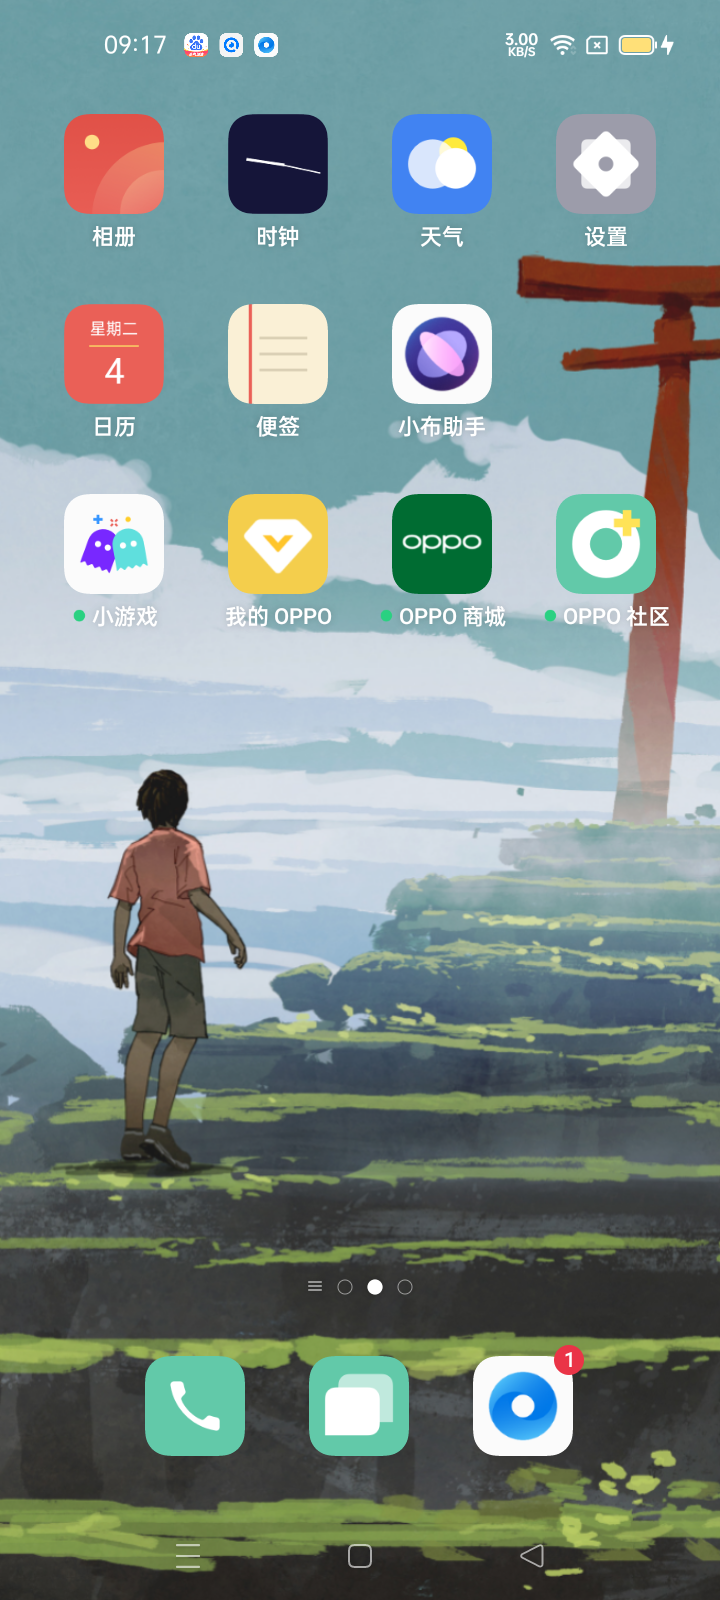 09:17
3.00
KB/S
相册
时钟
天气
设置
星期二
4
日历
便签
小布助手
oppo
小游戏
我的 OPPO
OPPO 商城
OPPO 社区
1